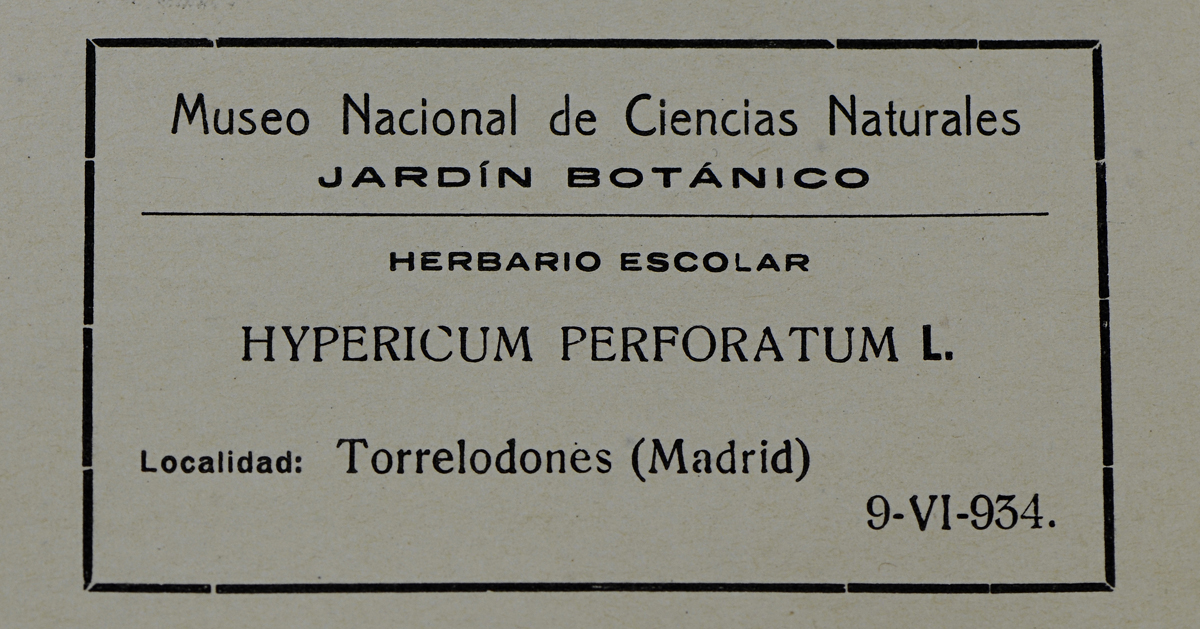 Museo Nacional de Ciencias Naturales
JARDÍN BOTÁNICO
HERBARIO ESCOLAR
HYPERICUM PERFORATUM L.
Localidad: Torrelodones (Madrid)
9-VI-934.